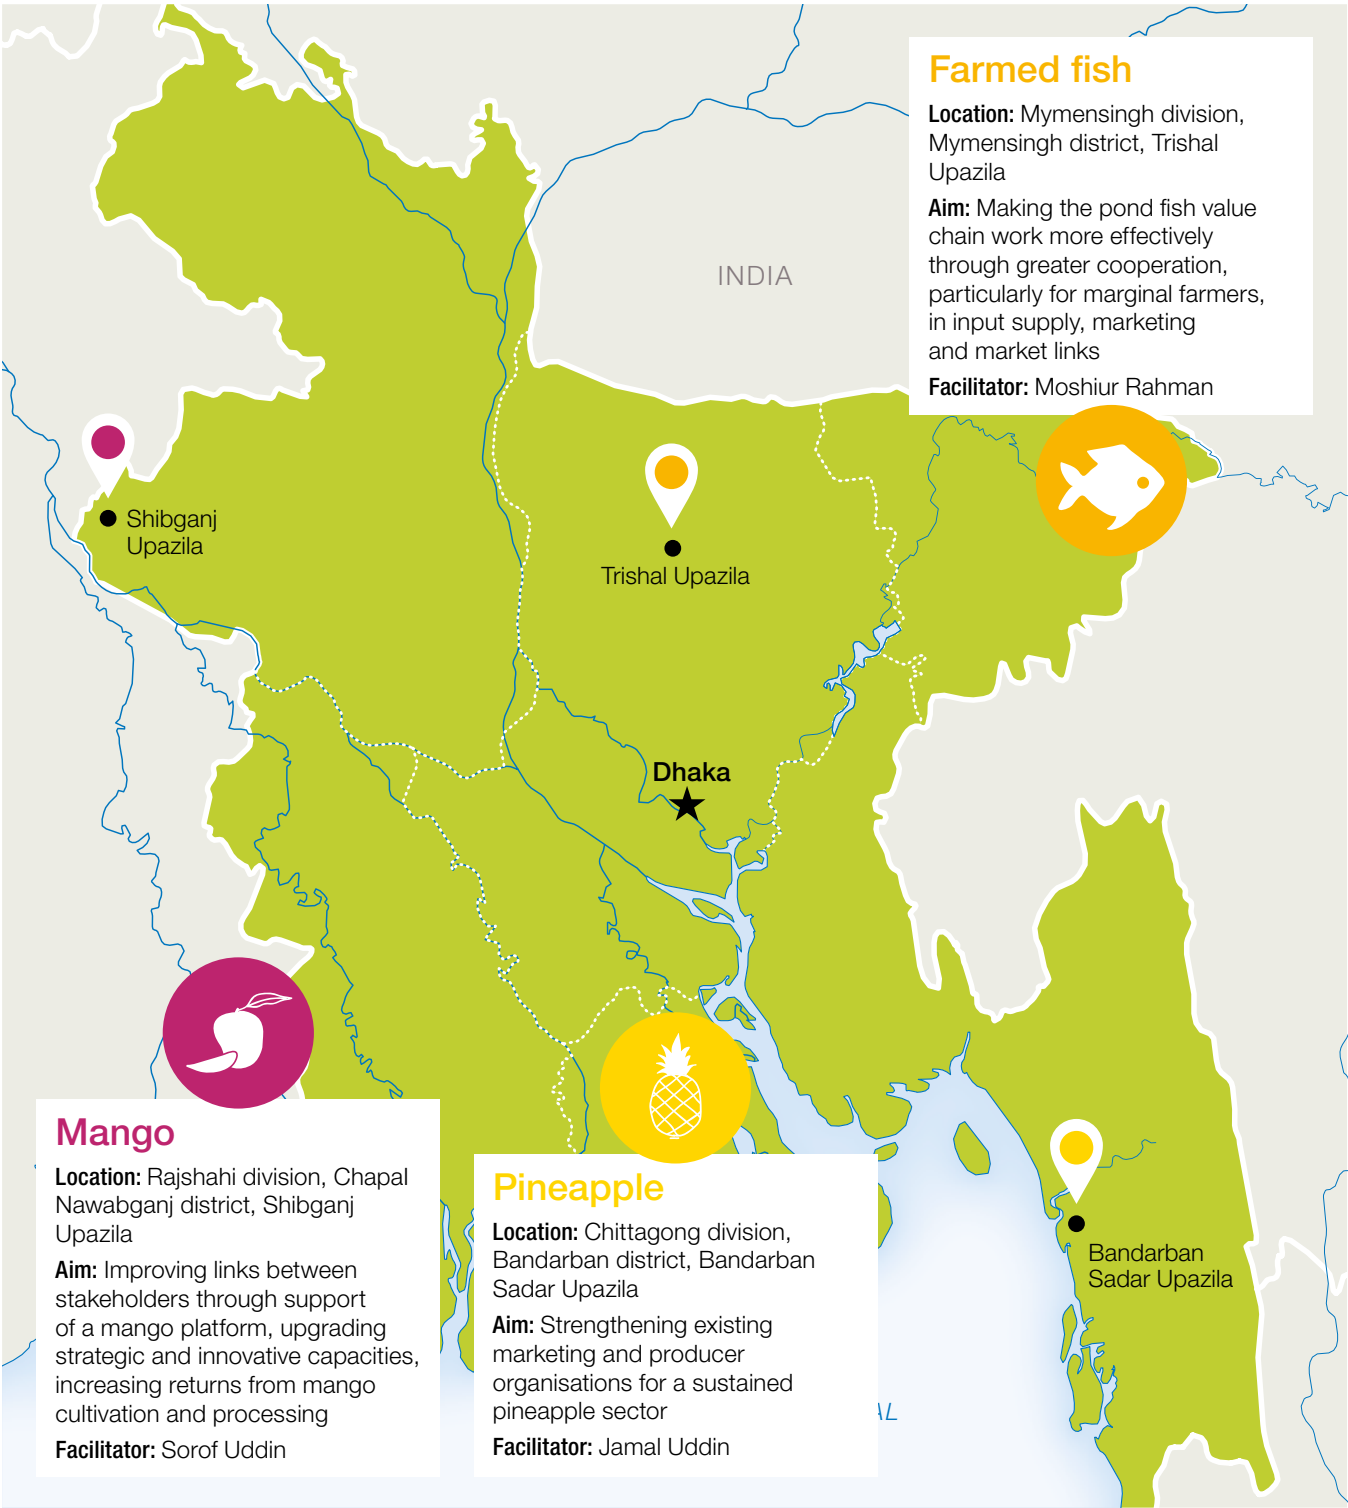 Farmed fish
Location: Mymensingh division,
Mymensingh district, Trishal
Upazila
Aim: Making the pond fish value
chain work more effectively
through greater cooperation,
particularly for marginal farmers,
in input supply, marketing
and market links
Facilitator: Moshiur Rahman
INDIA
Shibganj
Upazila
Trishal Upazila
Dhaka
Mango
Location: Rajshahi division, Chapal
Nawabganj district, Shibganj
Upazila
Aim: Improving links between
stakeholders through support
of a mango platform, upgrading
strategic and innovative capacities,
increasing returns from mango
cultivation and processing
Facilitator: Sorof Uddin
Pineapple
Location: Chittagong division,
Bandarban district, Bandarban
Sadar Upazila
Aim: Strengthening existing
marketing and producer
organisations for a sustained
pineapple sector
Facilitator: Jamal Uddin
Bandarban
Sadar Upazila